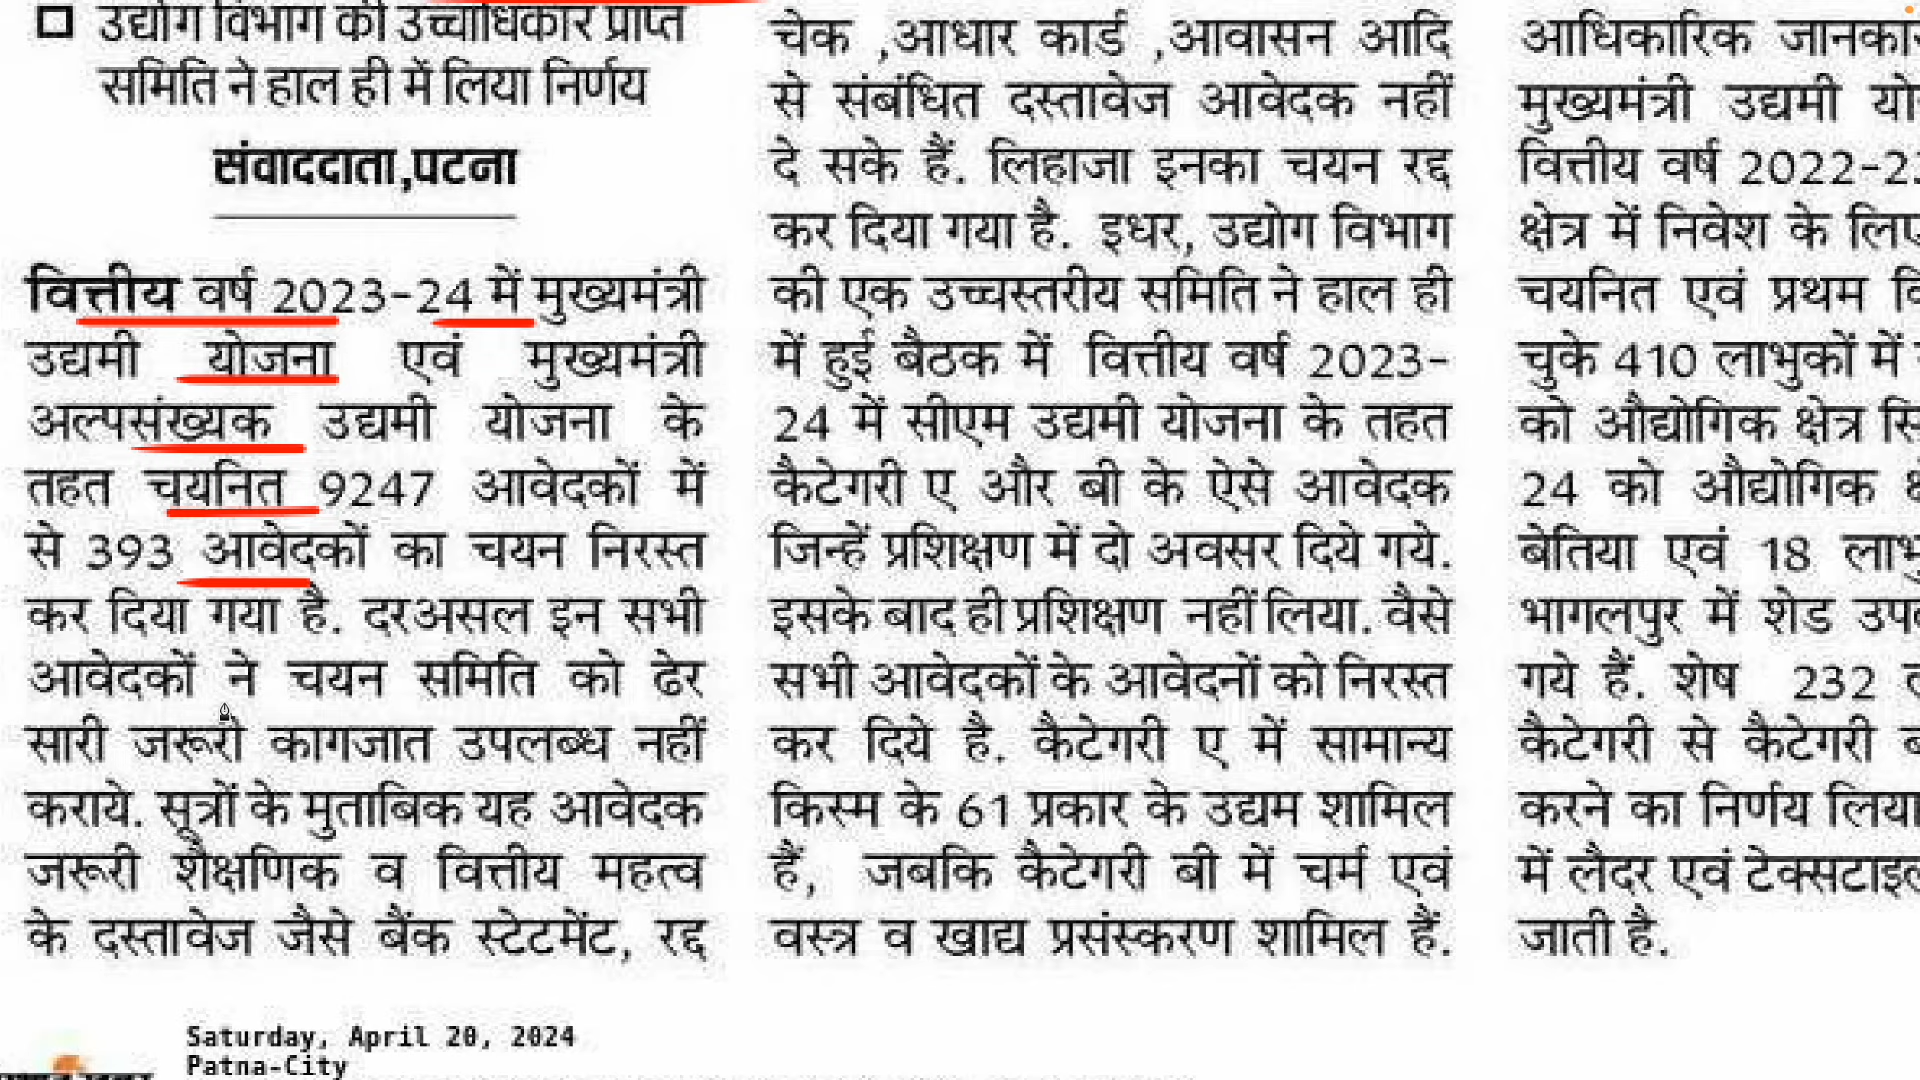 उद्योग विभाग की उच्चाधिकार प्राप्त
समिति ने हाल ही में लिया निर्णय
संवाददाता,पटना
वित्तीय वर्ष 2023-24 में मुख्यमंत्री
उद्यमी योजना एवं मुख्यमंत्री
अल्पसंख्यक उद्यमी योजना के
तहत चयनित 9247 आवेदकों में
से 393 आवेदकों का चयन निरस्त
कर दिया गया है. दरअसल इन सभी
आवेदकों ने चयन समिति को ढेर
सारी जरूरी कागजात उपलब्ध नहीं
कराये. सूत्रों के मुताबिक यह आवेदक
जरूरी शैक्षणिक व वित्तीय महत्व
के दस्तावेज जैसे बैंक स्टेटमेंट, रद्द
चेक ,आधार कार्ड ,आवासन आदि
से संबंधित दस्तावेज आवेदक नहीं
दे सके हैं. लिहाजा इनका चयन रद्द
कर दिया गया है. इधर, उद्योग विभाग
की एक उच्चस्तरीय समिति ने हाल ही
में हुई बैठक में वित्तीय वर्ष 2023-
24 में सीएम उद्यमी योजना के तहत
कैटेगरी ए और बी के ऐसे आवेदक
जिन्हें प्रशिक्षण में दो अवसर दिये गये.
इसके बाद ही प्रशिक्षण नहीं लिया. वैसे
सभी आवेदकों के आवेदनों को निरस्त
कर दिये है. कैटेगरी ए में सामान्य
किस्म के 61 प्रकार के उद्यम शामिल
हैं, जबकि कैटेगरी बी में चर्म एवं
वस्त्र व खाद्य प्रसंस्करण शामिल हैं.
आधिकारिक
मुख्यमंत्री उद्यमी
वित्तीय वर्ष 2022-2
क्षेत्र में निवेश के
चयनित एवं प्रथम
चुके 410 लाभुकों में
को औद्योगिक क्षेत्र
24 को औद्योगिक
बेतिया एवं 18
भागलपुर में शेड
गये हैं. शेष 232
कैटेगरी से कैटेगरी
करने का निर्णय लिया
में लैदर एवं
जाती है.
Saturday, April 20, 2024
Patna-City